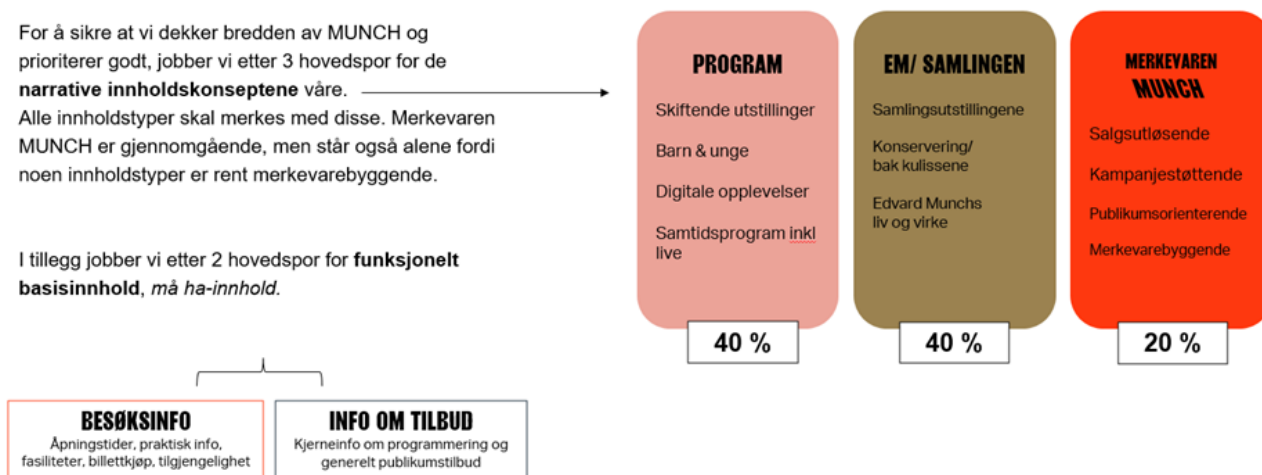 For å sikre at vi dekker bredden av MUNCH og
prioriterer godt, jobber vi etter 3 hovedspor for de
narrative innholdskonseptene våre.
Alle innholdstyper skal merkes med disse. Merkevaren
MUNCH er gjennomgående, men står også alene fordi
noen innholdstyper er rent merkevarebyggende.
I tillegg jobber vi etter 2 hovedspor for funksjonelt
basisinnhold, må ha-innhold.
BESØKSINFO
Åpningstider, praktisk info,
fasiliteter, billettkjøp, tilgjengelighet
INFO OM TILBUD
Kjerneinfo om programmering og
generelt publikumstilbud
PROGRAM
Skiftende utstillinger
Barn & unge
Digitale opplevelser
Samtidsprogram inkl
live
40 %
EM/ SAMLINGEN
Samlingsutstillingene
Konservering/
bak kulissene
Edvard Munchs
liv og virke
40 %
MERKEVAREN
MUNCH
Salgsutløsende
Kampanjestøttende
Publikumsorienterende
Merkevarebyggende
20 %